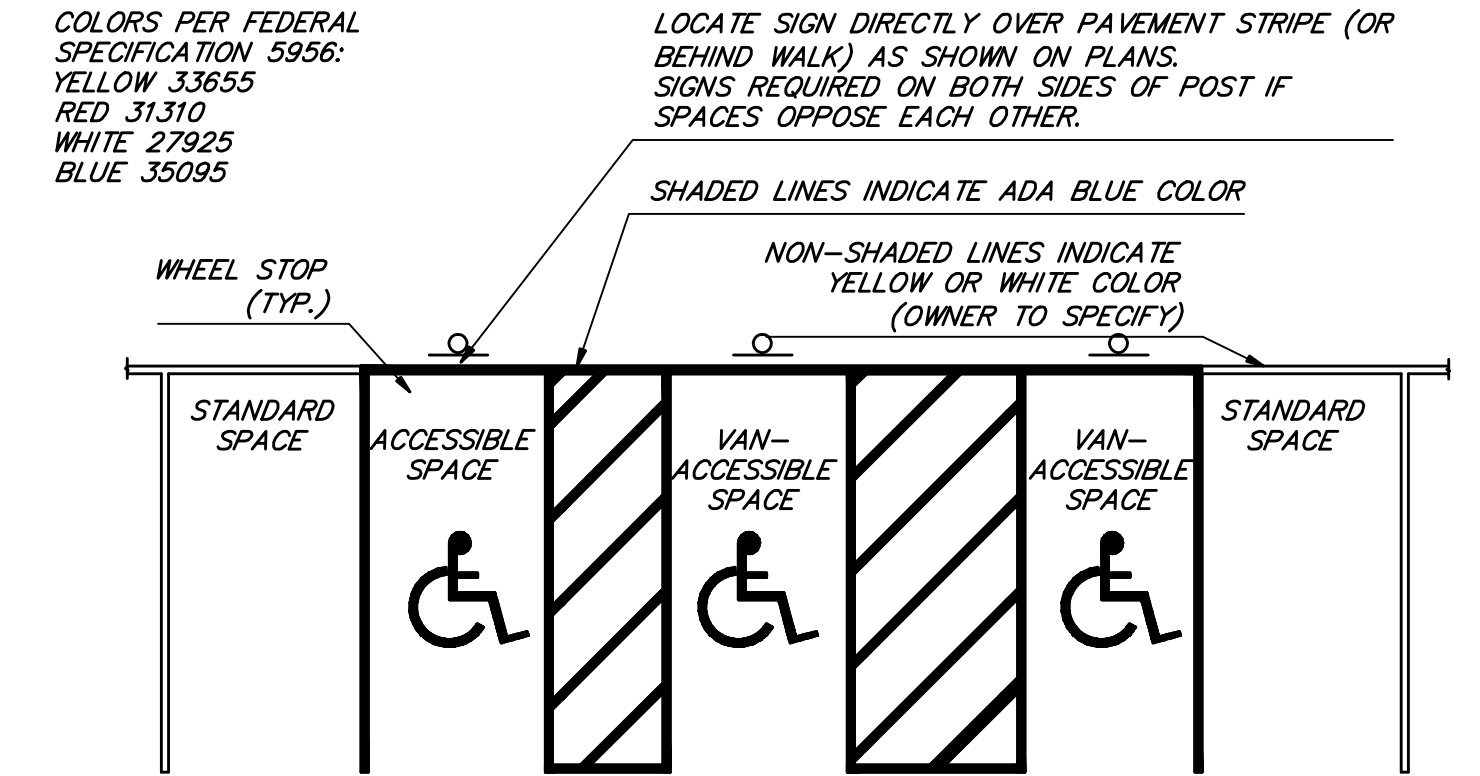 COLORS PER FEDERAL
SPECIFICATION 5956:
YELLOW 33655
RED 31310
WHITE 27925
BLUE 35095
LOCATE SIGN DIRECTLY OVER PAVEMENT STRIPE (OR
BEHIND WALK) AS SHOWN ON PLANS.
SIGNS REQUIRED ON BOTH SIDES OF POST IF
SPACES OPPOSE EACH OTHER.
SHADED LINES INDICATE ADA BLUE COLOR
NON-SHADED LINES INDICATE
YELLOW OR WHITE COLOR
(OWNER TO SPECIFY)
WHEEL STOP
(TYP.)
STANDARD
SPACE
ACCESSIBLE
SPACE
VAN-
ACCESSIBLE
SPACE
VAN-
ACCESSIBLE
SPACE
STANDARD
SPACE